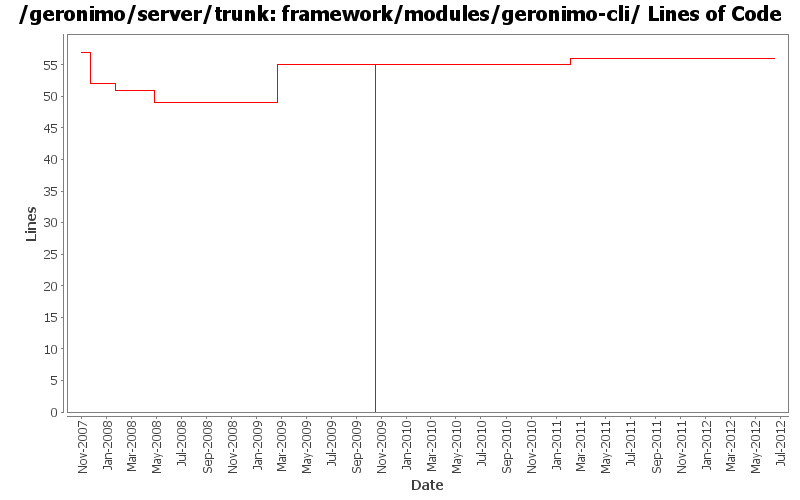 /geronimo/server/trunk: framework/modules/geronimo-cli/ Lines of Code
55
50
45
40
35
30
25
20
15
10
5
0
Lines
Nov-2007
Jan-2008
Mar-2008
May-2008
Jul-2008
Sep-2008
Nov-2008
Jan-2009
Mar-2009
May-2009
Jul-2009
Sep-2009
Nov-2009
Jan-2010
Mar-2010
May-2010
Jul-2010
Sep-2010
Nov-2010
Jan-2011
Mar-2011
May-2011
Jul-2011
Sep-2011
Nov-2011
Jan-2012
Mar-2012
May-2012
Jul-2012
Date